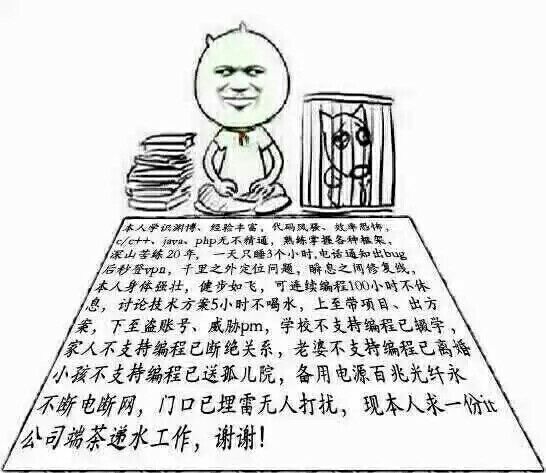 本人学识渊博、经验丰富，代码风骚、效率恐怖，
c/c++、java、php无不精通，熟练掌握各种框架，
深山苦练20年，一天只睡3个小时,电话通知出bug
后秒登vpn，千里之外定位问题，瞬息之间修复线，
本人身体强壮，健步如飞，可连续编程100小时不休
息，讨论技术方案5小时不喝水，上至带项目、出方
案，下至盗账号、威胁pm，学校不支持编程已辍学，
家人不支持编程已断绝关系，老婆不支持编程已离婚
小孩不支持编程已送孤儿院，备用电源百兆光纤永
不断电断网，门口已埋雷无人打扰，现本人求一份it
公司端茶递水工作，谢谢！